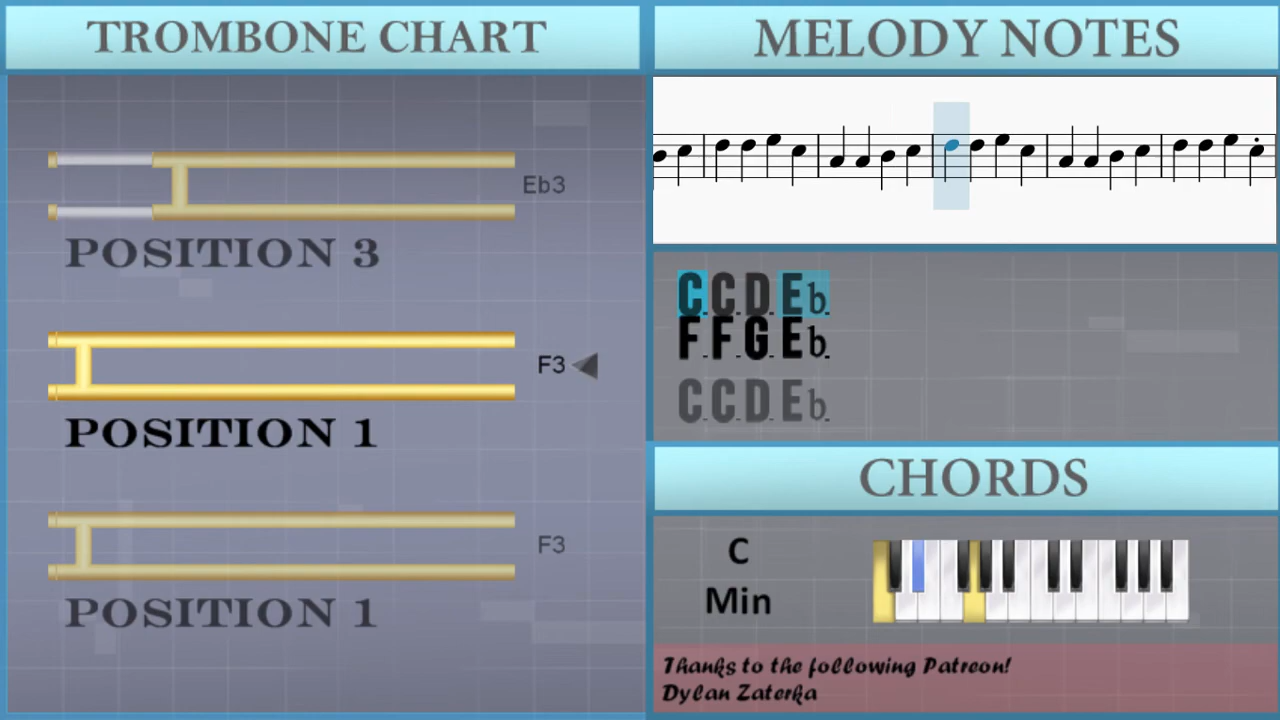 TROMBONE CHART
Eb3
POSITION 3
F3
POSITION 1
F3
POSITION 1
MELODY NOTES
C.C.D.Eb.
F.F.G.Eb.
C.C.D.Eb.
CHORDS
C
Min
Thanks to the following Patreon!
Dylan Zaterka